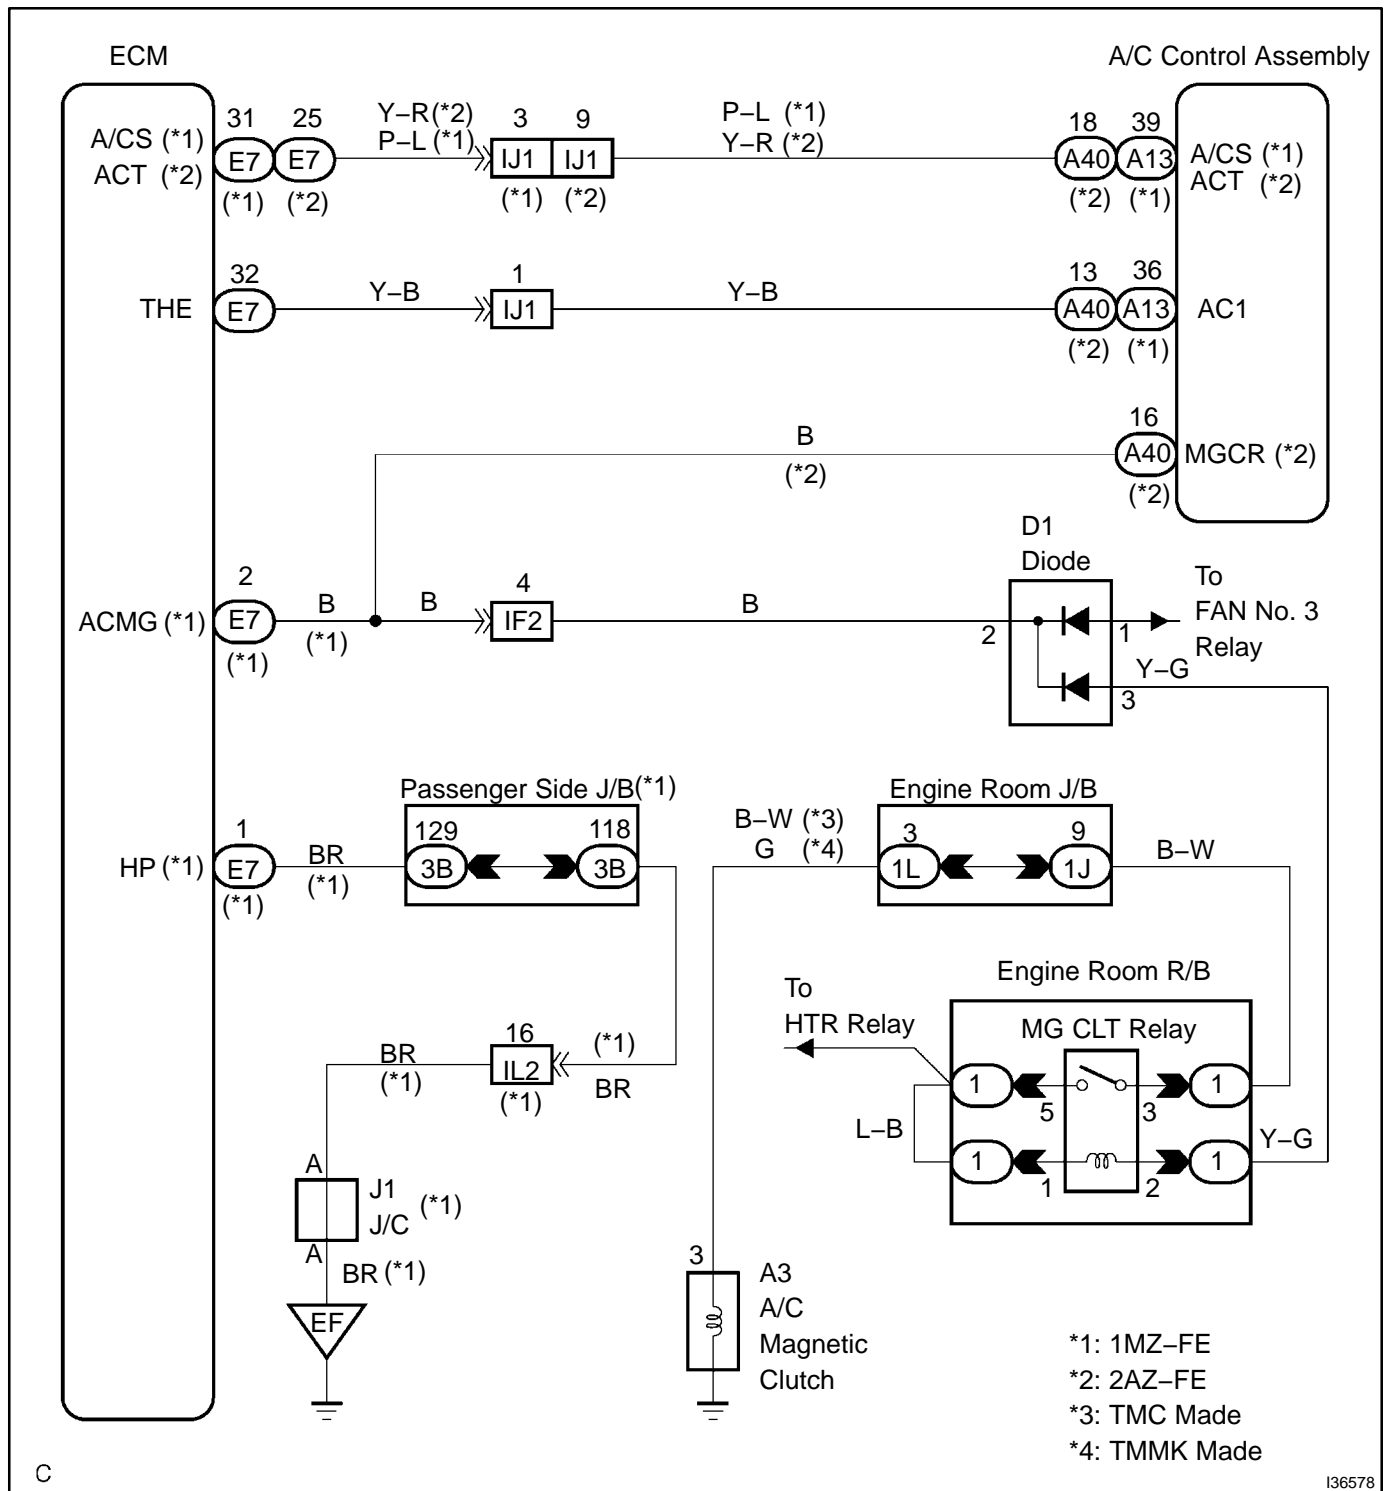 ECM
A/C Control Assembly
31 25
Y–R(*2)
P–L (*1)
3 9
P–L (*1)
Y–R (*2)
18 39
A/CS (*1)
ACT (*2)
E7 E7
IJ1 IJ1
A40 A13
A/CS (*1)
ACT (*2)
(*1) (*2)
(*1) (*2)
(*2) (*1)
32
1
13 36
THE
E7
Y–B
IJ1
Y–B
A40 A13
AC1
(*2) (*1)
16
B
(*2)
A40
MGCR (*2)
(*2)
D1
Diode
2
4
To
FAN No. 3
Relay
ACMG (*1)
E7
B
(*1)
B
IF2
B
2
1
(*1)
Y–G
3
Passenger Side J/B(*1)
Engine Room J/B
1
129 118
B–W (*3)
G (*4)
3 9
HP (*1)
E7
BR
(*1)
3B 3B
1L 1J
B–W
(*1)
Engine Room R/B
To
HTR Relay
MG CLT Relay
16
BR
(*1)
IL2
(*1)
BR
(*1)
1 1
5 3
L–B
Y–G
1 1
1 2
A
J1
J/C
(*1)
A
BR (*1)
EF
3
A3
A/C
Magnetic
Clutch
*1: 1MZ–FE
*2: 2AZ–FE
*3: TMC Made
*4: TMMK Made
C
I36578